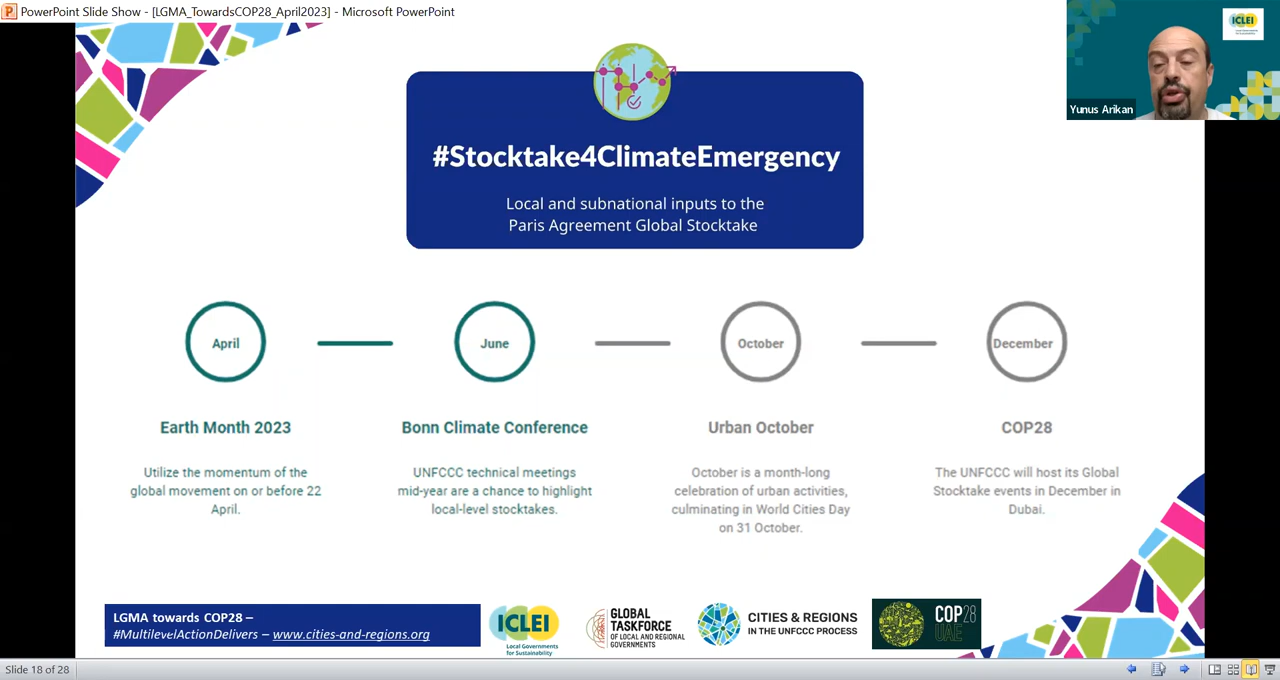 PowerPoint Slide Show - [LGMA_TowardsCOP28_April2023] - Microsoft PowerPoint
ICLEI
Yunus Arikan
#Stocktake4ClimateEmergency
Local and subnational inputs to the
Paris Agreement Global Stocktake
April
June
October
December
Earth Month 2023
Utilize the momentum of the
global movement on or before 22
April.
Bonn Climate Conference
UNFCCC technical meetings
mid-year are a chance to highlight
local-level stocktakes.
Urban October
October is a month-long
celebration of urban activities,
culminating in World Cities Day
on 31 October.
COP28
The UNFCCC will host its Global
Stocktake events in December in
Dubai.
LGMA towards COP28 –
#MultilevelActionDelivers – www.cities-and-regions.org
ICLEI
Local Governments
for Sustainability
GLOBAL
TASKFORCE
OF LOCAL AND REGIONAL
GOVERNMENTS
CITIES & REGIONS
IN THE UNFCCC PROCESS
COP28
UAE
Slide 18 of 28